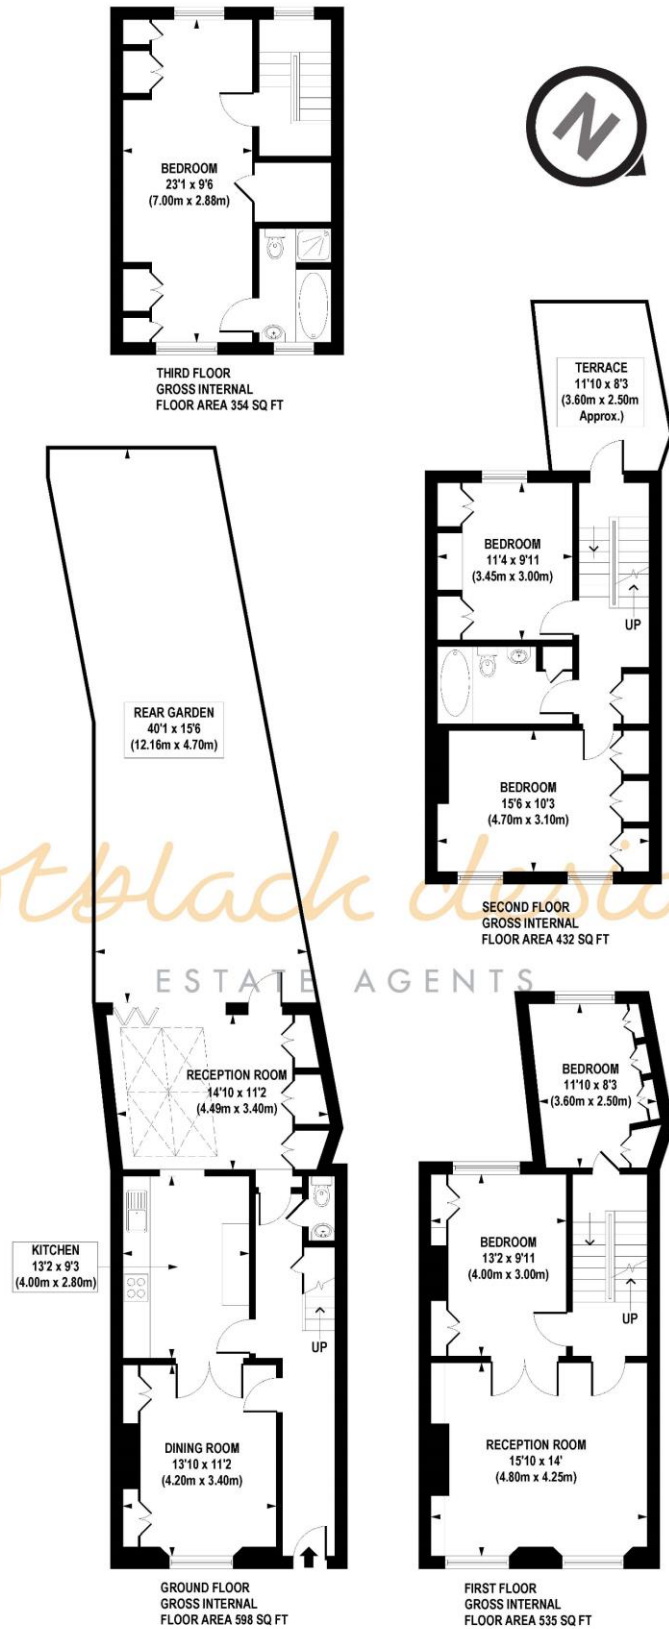 BEDROOM
23'1 x 9'6
(7.00m x 2.88m)
THIRD FLOOR
GROSS INTERNAL
FLOOR AREA 354 SQ FT
N
TERRACE
11'10 x 8'3
(3.60m x 2.50m
Approx.)
BEDROOM
11'4 x 9'11
(3.45m x 3.00m)
UP
BEDROOM
15'6 x 10'3
(4.70m x 3.10m)
SECOND FLOOR
GROSS INTERNAL
FLOOR AREA 432 SQ FT
REAR GARDEN
40'1 x 15'6
(12.16m x 4.70m)
ESTATE AGENTS
RECEPTION ROOM
14'10 x 11'2
(4.49m x 3.40m)
KITCHEN
13'2 x 9'3
(4.00m x 2.80m)
UP
DINING ROOM
13'10 x 11'2
(4.20m x 3.40m)
GROUND FLOOR
GROSS INTERNAL
FLOOR AREA 598 SQ FT
BEDROOM
11'10 x 8'3
(3.60m x 2.50m)
BEDROOM
13'2 x 9'11
(4.00m x 3.00m)
UP
RECEPTION ROOM
15'10 x 14'
(4.80m x 4.25m)
FIRST FLOOR
GROSS INTERNAL
FLOOR AREA 535 SQ FT